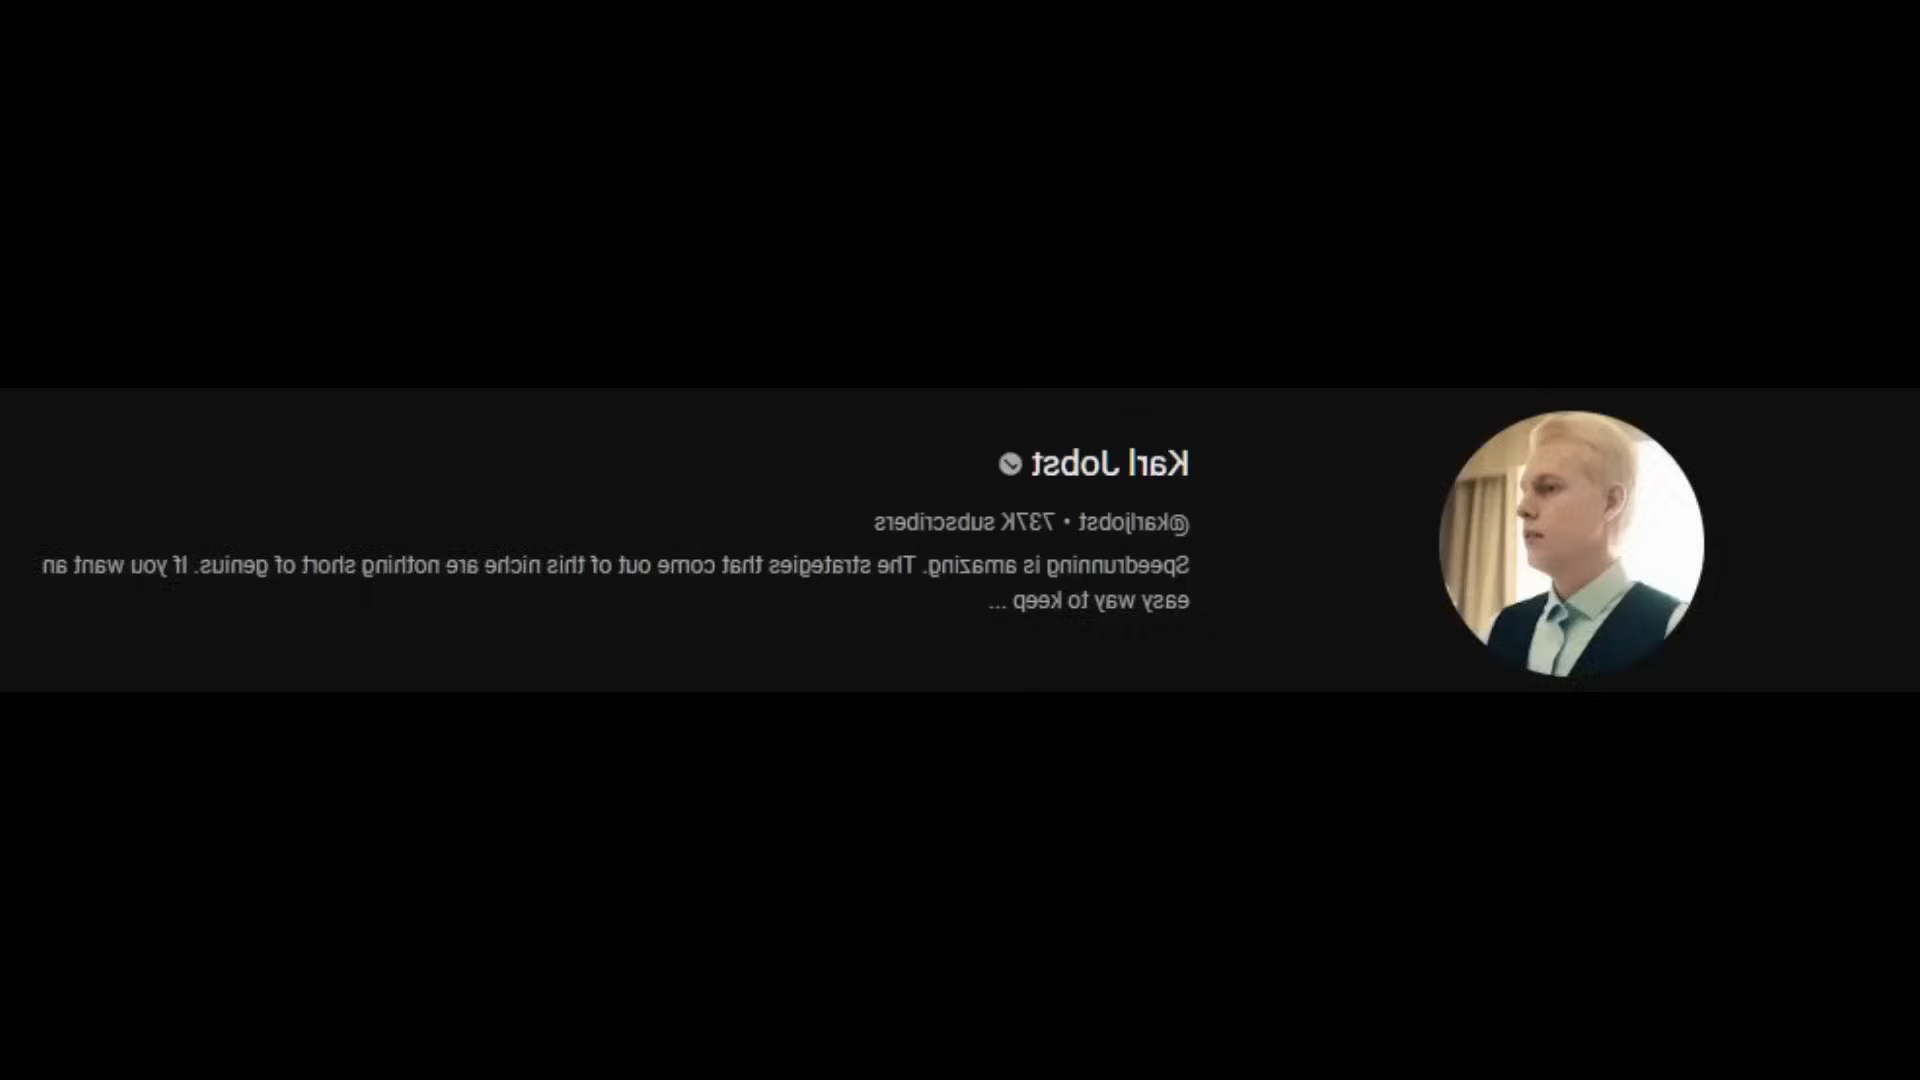 Karl Jobst
@karljobst • 737K subscribers
Speedrunning is amazing. The strategies that come out of this niche are nothing short of genius. If you want an
easy way to keep ...